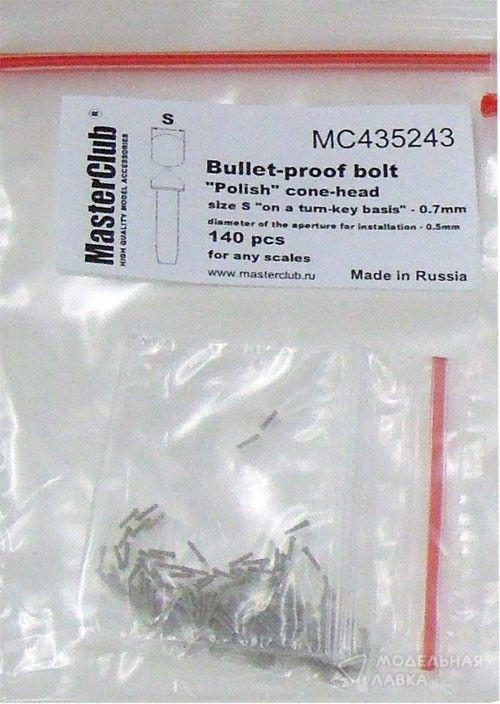 MasterClub ®
HIGH QUALITY MODEL ACCESSORIES
S
MC435243
Bullet-proof bolt
"Polish" cone-head
size S "on a turn-key basis" - 0.7mm
diameter of the aperture for installation - 0.5mm
140 pcs
for any scales
www.masterclub.ru Made in Russia
МОДЕЛЬНАЯ
ЛАВКА